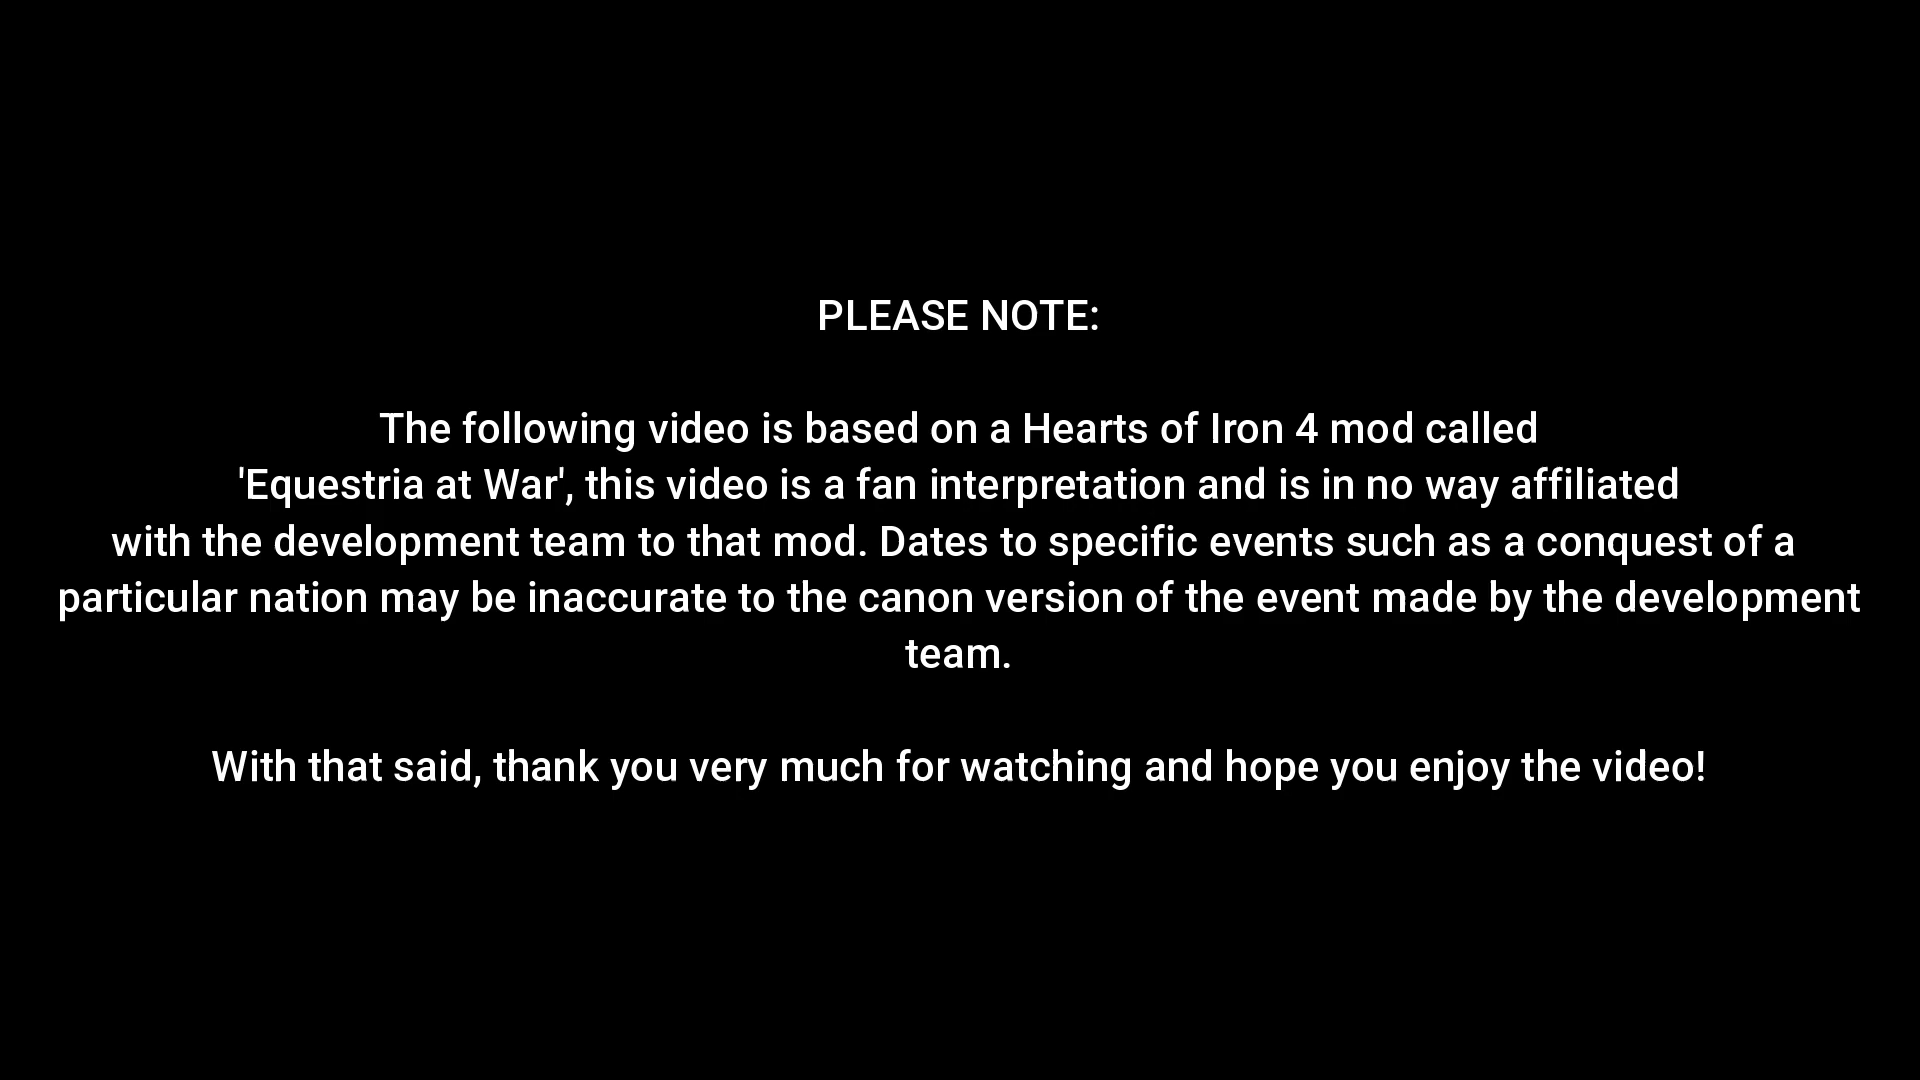 PLEASE NOTE:
The following video is based on a Hearts of Iron 4 mod called
'Equestria at War', this video is a fan interpretation and is in no way affiliated
with the development team to that mod. Dates to specific events such as a conquest of a
particular nation may be inaccurate to the canon version of the event made by the development
team.
With that said, thank you very much for watching and hope you enjoy the video!